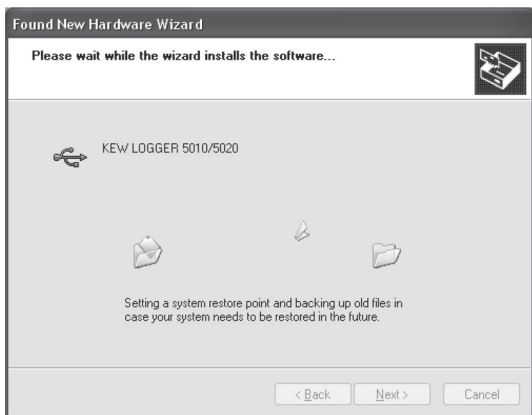 Found New Hardware Wizard
Please wait while the wizard installs the software...
KEW LOGGER 5010/5020
Setting a system restore point and backing up old files in
case your system needs to be restored in the future.
< Back
Next >
Cancel